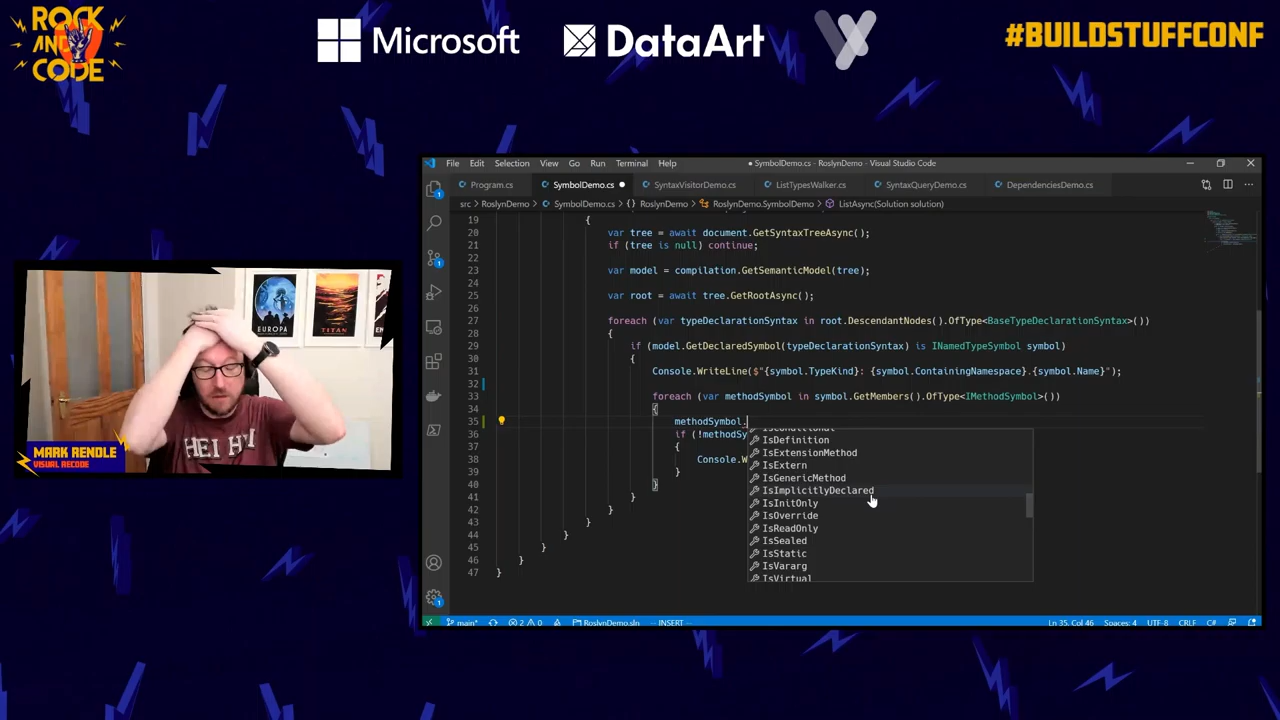 ROCK
AND
CODE
Microsoft
DataArt
#BUILDSTUFFCONF
File Edit Selection View Go Run Terminal Help
● SymbolDemo.cs - RoslynDemo - Visual Studio Code
Program.cs
SymbolDemo.cs ●
SyntaxVisitorDemo.cs
ListTypesWalker.cs
SyntaxQueryDemo.cs
DependenciesDemo.cs
src > RoslynDemo > SymbolDemo.cs > {} RoslynDemo > RoslynDemo.SymbolDemo > ListAsync(Solution solution)
19 {
20 var tree = await document.GetSyntaxTreeAsync();
21 if (tree is null) continue;
22
23 var model = compilation.GetSemanticModel(tree);
24
25 var root = await tree.GetRootAsync();
26
27 foreach (var typeDeclarationSyntax in root.DescendantNodes().OfType<BaseTypeDeclarationSyntax>())
28 {
29 if (model.GetDeclaredSymbol(typeDeclarationSyntax) is INamedTypeSymbol symbol)
30 {
31 Console.WriteLine($"{symbol.TypeKind}: {symbol.ContainingNamespace}.{symbol.Name}");
32
33 foreach (var methodSymbol in symbol.GetMembers().OfType<IMethodSymbol>())
34 {
35 methodSymbol.
36 if (!methodSy
37 {
38 Console.W
39 }
40 }
41 }
42 }
43 }
44 }
45 }
46 }
47 }
IsConditional
IsDefinition
IsExtensionMethod
IsExtern
IsGenericMethod
IsImplicitlyDeclared
IsInitOnly
IsOverride
IsReadOnly
IsSealed
IsStatic
IsVararg
IsVirtual
main* 2 0 RoslynDemo.sln -- INSERT -- Ln 35, Col 46 Spaces: 4 UTF-8 CRLF C#
EUROPA
TITAN
HEI HEI
MARK RENDLE
VISUAL RECODE